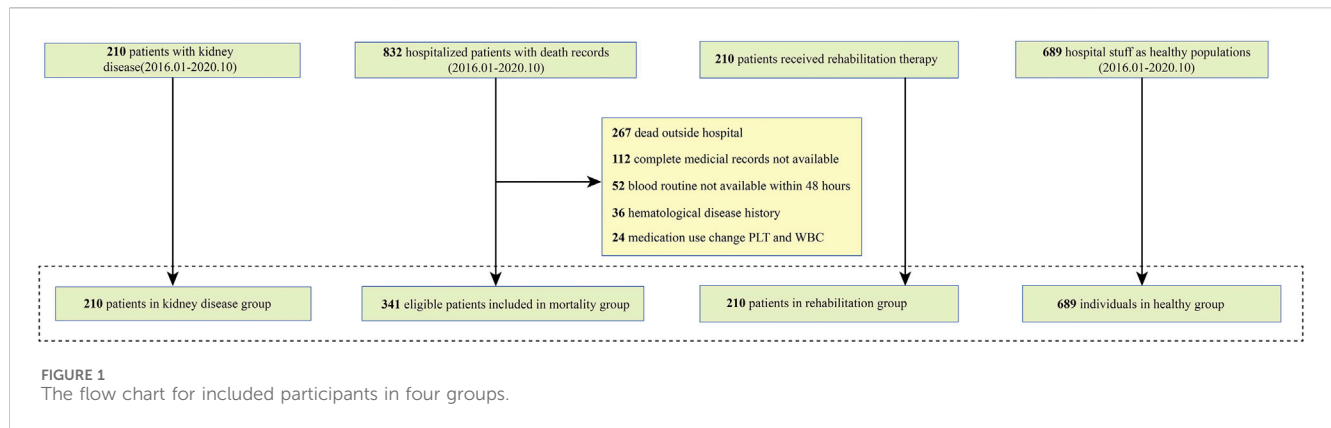 210 patients with kidney
disease(2016.01-2020.10)
832 hospitalized patients with death records
(2016.01-2020.10)
210 patients received rehabilitation therapy
689 hospital stuff as healthy populations
(2016.01-2020.10)
267 dead outside hospital
112 complete medicial records not available
52 blood routine not available within 48 hours
36 hematological disease history
24 medication use change PLT and WBC
210 patients in kidney disease group
341 eligible patients included in mortality group
210 patients in rehabilitation group
689 individuals in healthy group
FIGURE 1
The flow chart for included participants in four groups.